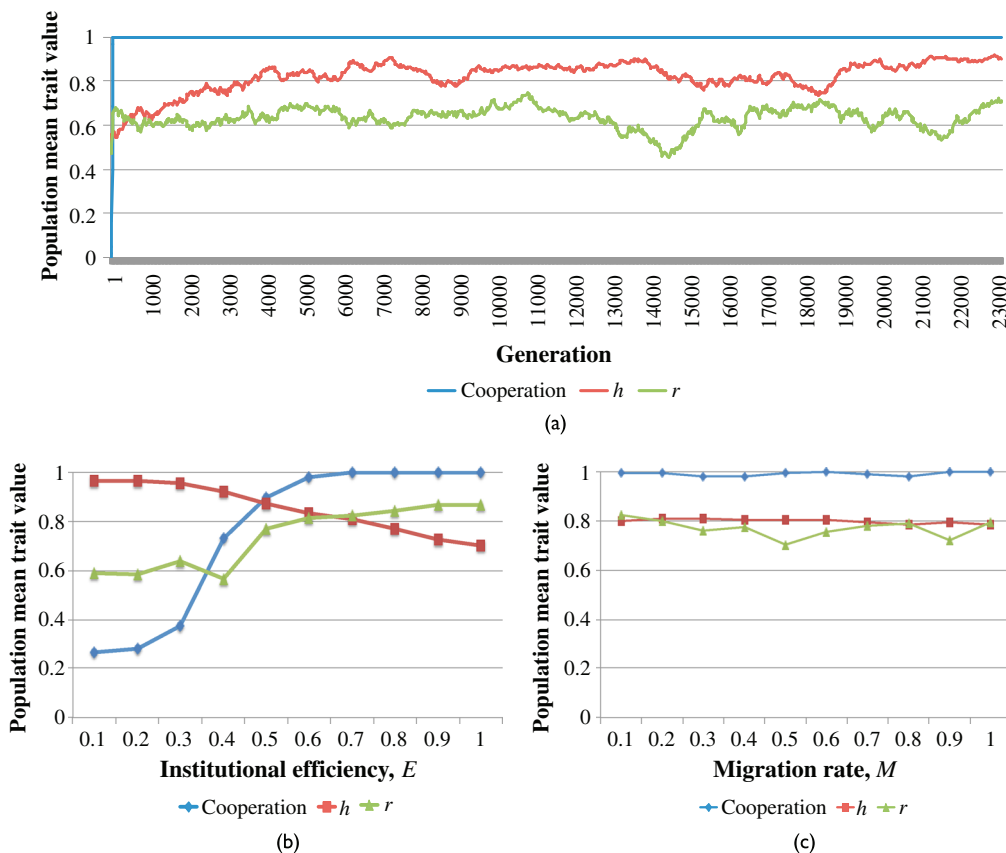 Population mean trait value
1
0.8
0.6
0.4
0.2
0
1 1000 2000 3000 4000 5000 6000 7000 8000 9000 10000 11000 12000 13000 14000 15000 16000 17000 18000 19000 20000 21000 22000 23000
Generation
Cooperation h r
(a)
Population mean trait value
1
0.8
0.6
0.4
0.2
0
0.1 0.2 0.3 0.4 0.5 0.6 0.7 0.8 0.9 1
Institutional efficiency, E
Cooperation h r
(b)
Population mean trait value
1
0.8
0.6
0.4
0.2
0
0.1 0.2 0.3 0.4 0.5 0.6 0.7 0.8 0.9 1
Migration rate, M
Cooperation h r
(c)